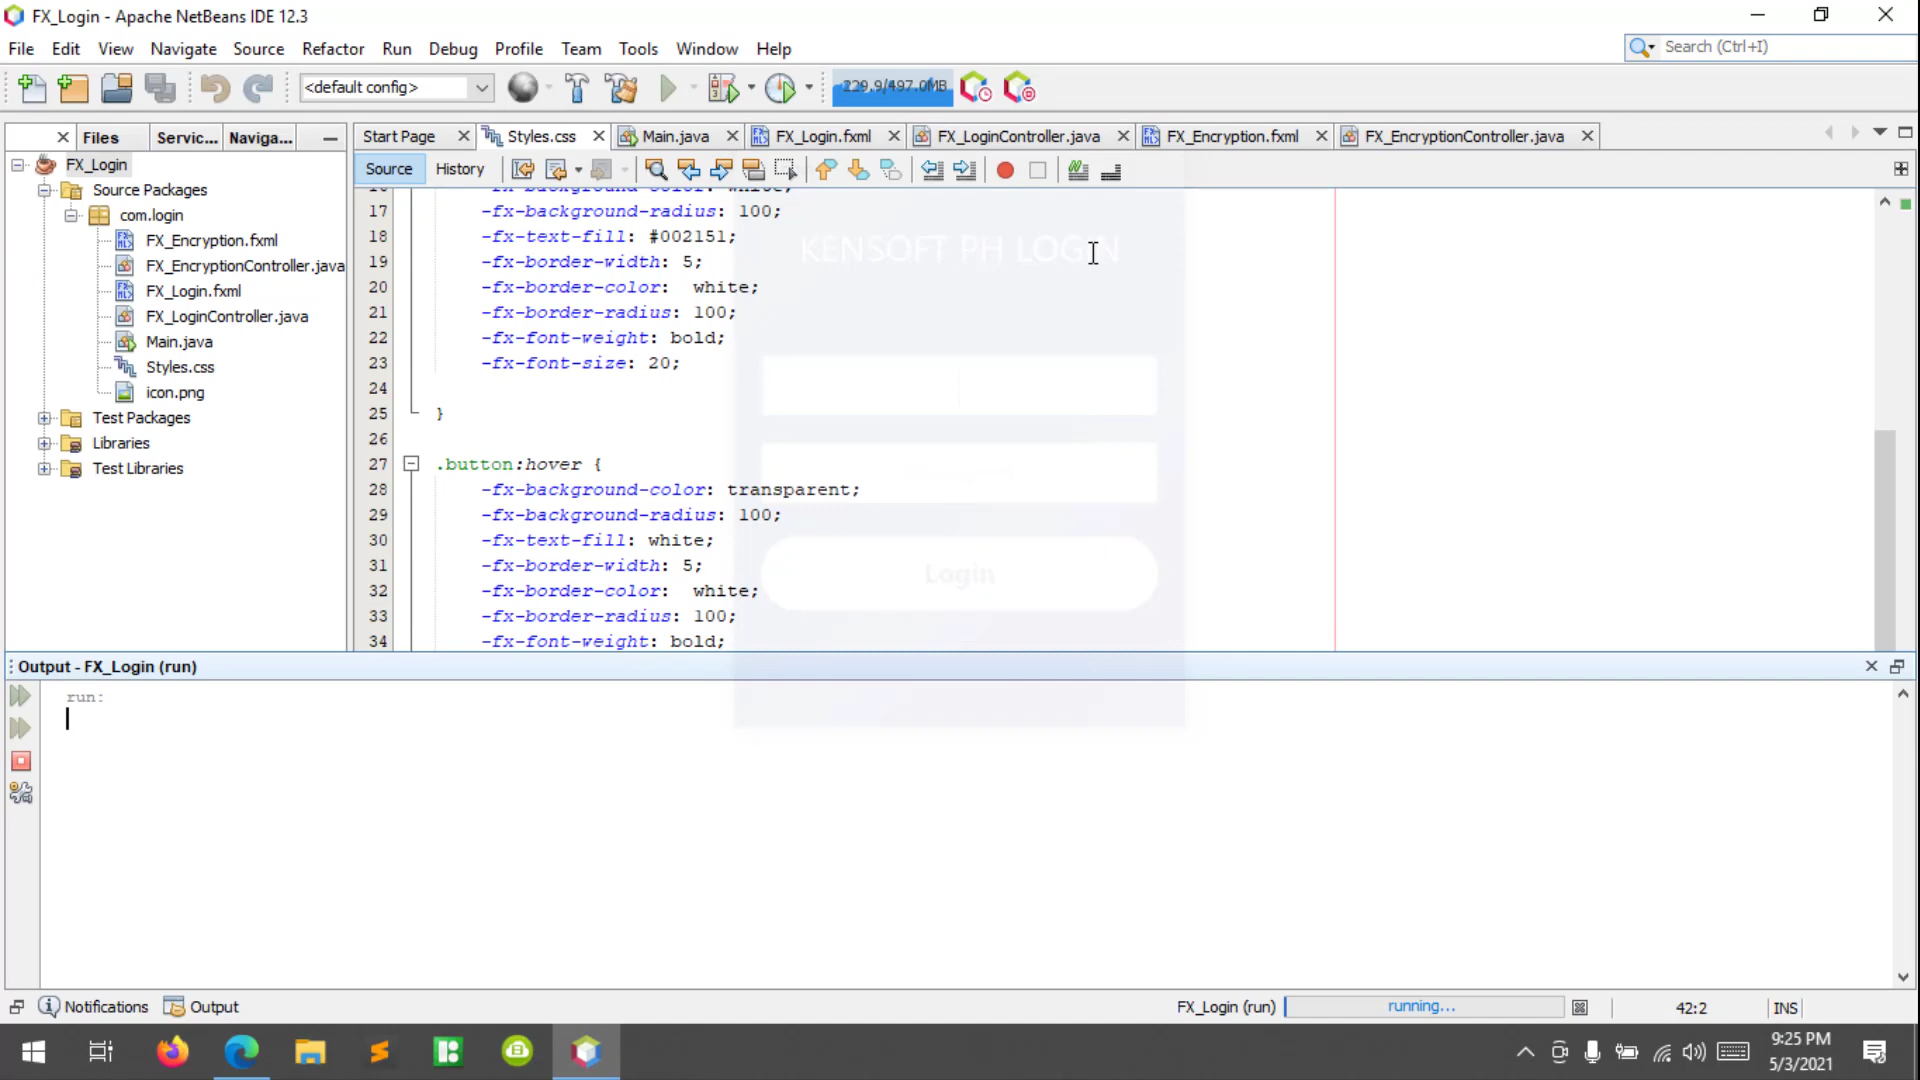 FX_Login - Apache NetBeans IDE 12.3
File Edit View Navigate Source Refactor Run Debug Profile Team Tools Window Help
Search (Ctrl+I)
<default config>
229.9/497.0MB
Files Servic... Naviga...
Start Page Styles.css Main.java FX_Login.fxml FX_LoginController.java FX_Encryption.fxml FX_EncryptionController.java
Source History
FX_Login
Source Packages
com.login
FX_Encryption.fxml
FX_EncryptionController.java
FX_Login.fxml
FX_LoginController.java
Main.java
Styles.css
icon.png
Test Packages
Libraries
Test Libraries
16 -fx-background-color: white;
17 -fx-background-radius: 100;
18 -fx-text-fill: #002151;
19 -fx-border-width: 5;
20 -fx-border-color:  white;
21 -fx-border-radius: 100;
22 -fx-font-weight: bold;
23 -fx-font-size: 20;
24
25 }
26
27 .button:hover {
28 -fx-background-color: transparent;
29 -fx-background-radius: 100;
30 -fx-text-fill: white;
31 -fx-border-width: 5;
32 -fx-border-color:  white;
33 -fx-border-radius: 100;
34 -fx-font-weight: bold;
KENSOFT PH LOGIN
Login
Output - FX_Login (run)
run:
Notifications Output
FX_Login (run) running... 42:2 INS
9:25 PM
5/3/2021